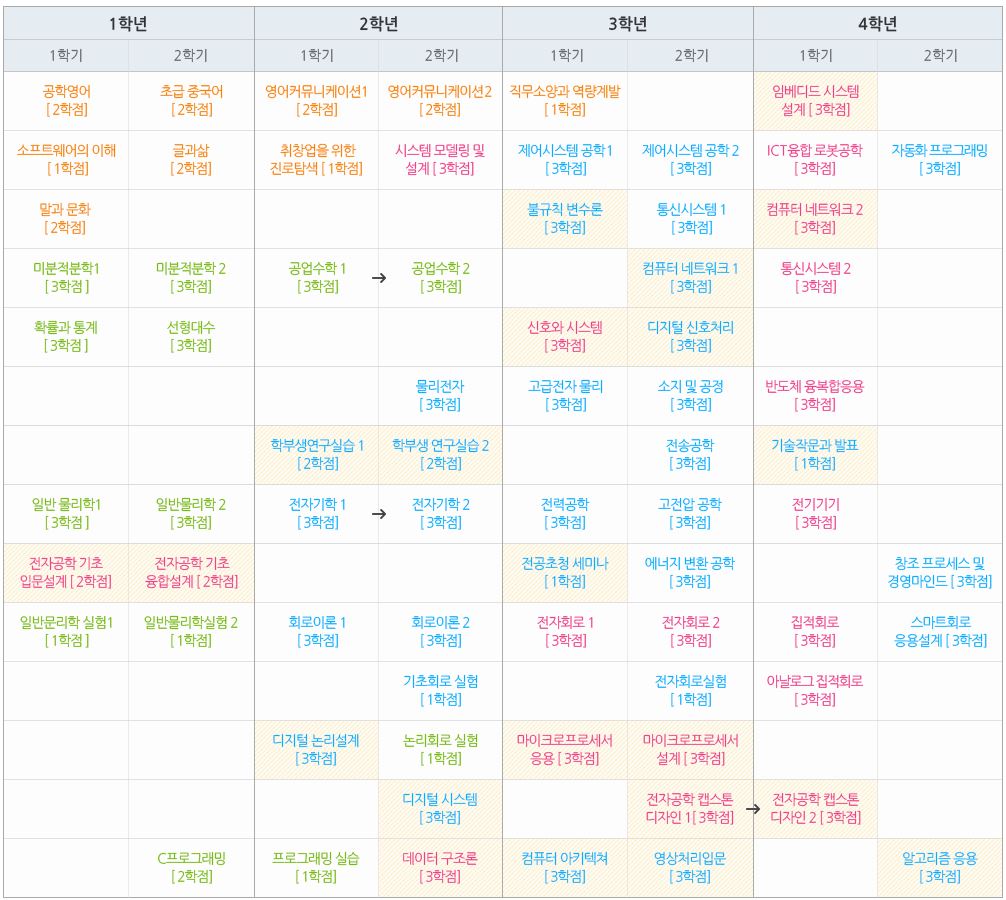 1학년 2학년 3학년 4학년
1학기 2학기 1학기 2학기 1학기 2학기 1학기 2학기
공학영어 초급 중국어 영어커뮤니케이션1 영어커뮤니케이션2 직무소양과 역량계발 임베디드 시스템
[ 2학점] [ 2학점] [ 2학점] [ 2학점] [ 1학점] 설계 [ 3학점]
소프트웨어의 이해 글과삶 취창업을 위한 시스템 모델링 및 제어시스템 공학1 제어시스템 공학 2 ICT융합 로봇공학 자동화 프로그래밍
[ 1학점] [ 2학점] 진로탐색 [ 1학점] 설계 [ 3학점] [ 3학점] [ 3학점] [ 3학점] [ 3학점]
말과 문화 불규칙 변수론 통신시스템 1 컴퓨터 네트워크 2
[ 2학점] [ 3학점] [ 3학점] [ 3학점]
미분적분학1 미분적분학 2 공업수학 1 → 공업수학 2 컴퓨터 네트워크 1 통신시스템 2
[ 3학점 ] [ 3학점] [ 3학점] [ 3학점] [ 3학점] [ 3학점]
확률과 통계 선형대수 신호와 시스템 디지털 신호처리
[ 3학점 ] [ 3학점] [ 3학점] [ 3학점]
물리전자 고급전자 물리 소지 및 공정 반도체 융복합응용
[ 3학점] [ 3학점] [ 3학점] [ 3학점]
학부생연구실습 1 학부생 연구실습 2 전송공학 기술작문과 발표
[ 2학점] [ 2학점] [ 3학점] [ 1학점]
일반 물리학1 일반물리학 2 전자기학 1 → 전자기학 2 전력공학 고전압 공학 전기기기
[ 3학점 ] [ 3학점] [ 3학점] [ 3학점] [ 3학점] [ 3학점] [ 3학점]
전자공학 기초 전자공학 기초 전공초청 세미나 에너지 변환 공학 창조 프로세스 및
입문설계 [ 2학점] 융합설계 [ 2학점] [ 1학점] [ 3학점] 경영마인드 [ 3학점]
일반문리학 실험1 일반물리학실험 2 회로이론 1 회로이론 2 전자회로 1 전자회로 2 집적회로 스마트회로
[ 1학점 ] [ 1학점] [ 3학점] [ 3학점] [ 3학점] [ 3학점] [ 3학점] 응용설계 [ 3학점]
기초회로 실험 전자회로실험 아날로그 집적회로
[ 1학점] [ 1학점] [ 3학점]
디지털 논리설계 논리회로 실험 마이크로프로세서 마이크로프로세서
[ 3학점] [ 1학점] 응용 [ 3학점] 설계 [ 3학점]
디지털 시스템 전자공학 캡스톤 → 전자공학 캡스톤
[ 3학점] 디자인 1[ 3학점] 디자인 2 [ 3학점]
C프로그래밍 프로그래밍 실습 데이터 구조론 컴퓨터 아키텍쳐 영상처리입문 알고리즘 응용
[ 2학점] [ 1학점] [ 3학점] [ 3학점] [ 3학점] [ 3학점]